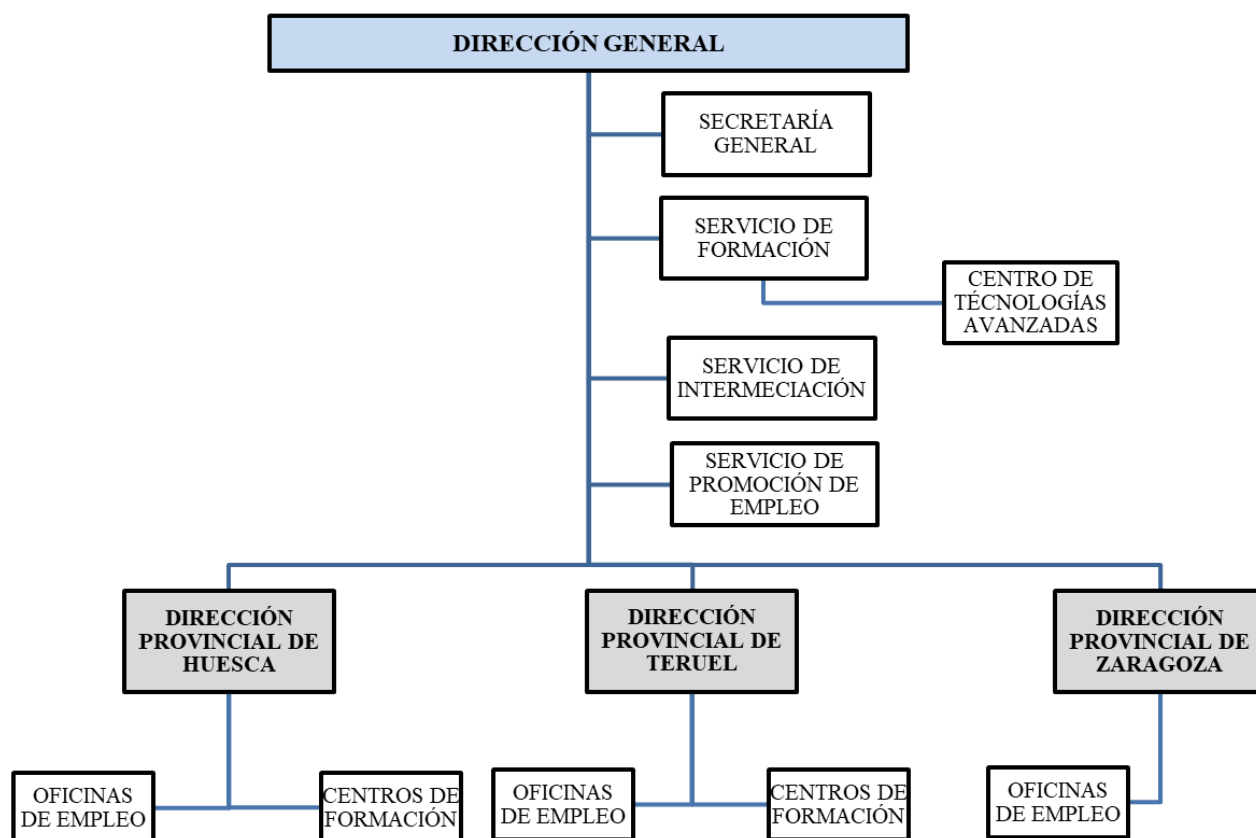 DIRECCIÓN GENERAL
SECRETARÍA
GENERAL
SERVICIO DE
FORMACIÓN
CENTRO DE
TÉCNOLOGÍAS
AVANZADAS
SERVICIO DE
INTERMECIACIÓN
SERVICIO DE
PROMOCIÓN DE
EMPLEO
DIRECCIÓN
PROVINCIAL DE
HUESCA
DIRECCIÓN
PROVINCIAL DE
TERUEL
DIRECCIÓN
PROVINCIAL DE
ZARAGOZA
OFICINAS
DE EMPLEO
CENTROS DE
FORMACIÓN
OFICINAS
DE EMPLEO
CENTROS DE
FORMACIÓN
OFICINAS
DE EMPLEO